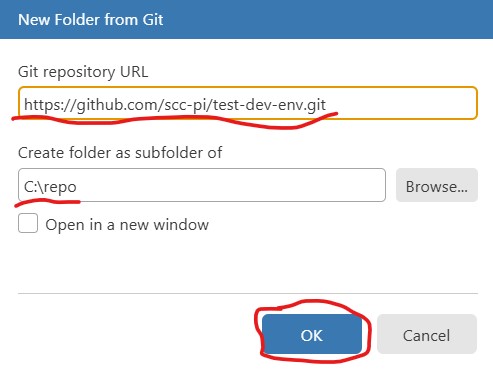 New Folder from Git
Git repository URL
https://github.com/scc-pi/test-dev-env.git
Create folder as subfolder of
C:\repo
Browse...
Open in a new window
OK
Cancel